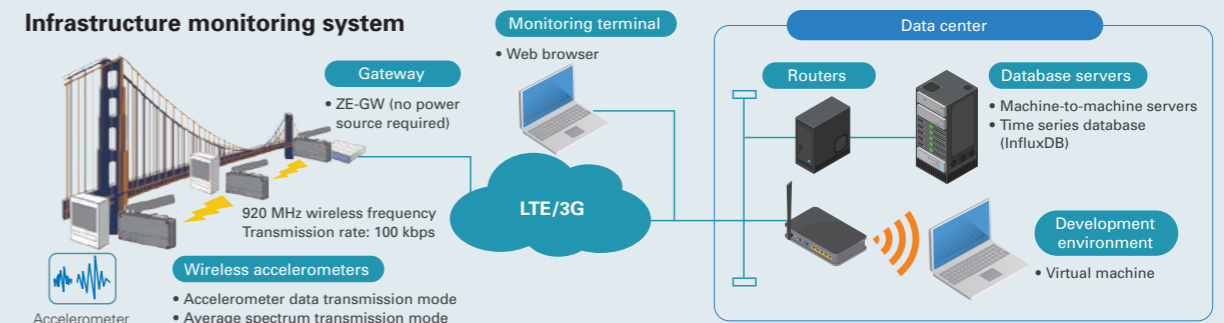 Infrastructure monitoring system
Gateway
• ZE-GW (no power
source required)
920 MHz wireless frequency
Transmission rate: 100 kbps
Wireless accelerometers
• Accelerometer data transmission mode
• Average spectrum transmission mode
Accelerometer
Monitoring terminal
• Web browser
LTE/3G
Data center
Routers
Database servers
• Machine-to-machine servers
• Time series database
(InfluxDB)
Development
environment
• Virtual machine